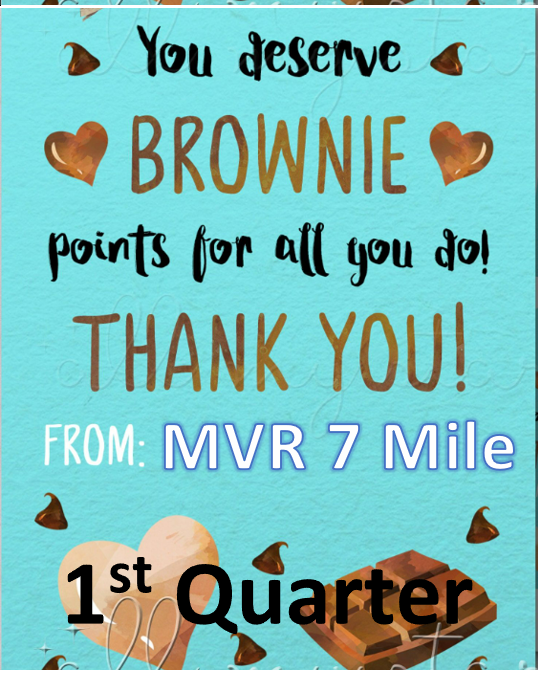 You deserve
BROWNIE
points for all you do!
THANK YOU!
FROM: MVR 7 Mile
1st Quarter